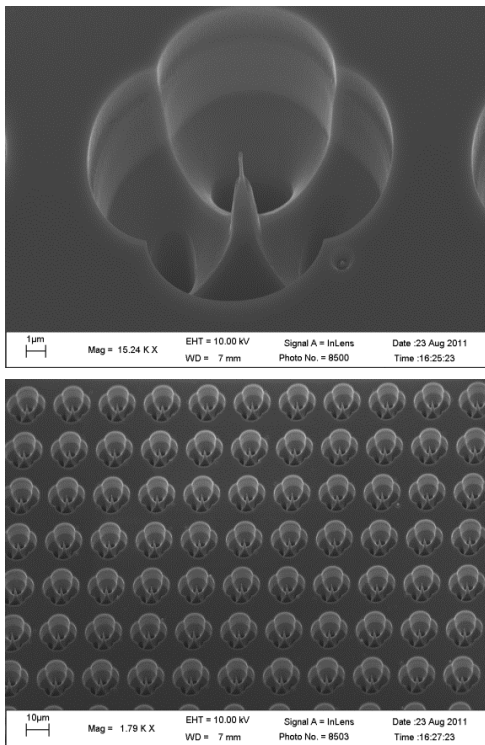 1µm
Mag = 15.24 K X
EHT = 10.00 kV
WD = 7 mm
Signal A = InLens
Photo No. = 8500
Date :23 Aug 2011
Time :16:25:23
10µm
Mag = 1.79 K X
EHT = 10.00 kV
WD = 7 mm
Signal A = InLens
Photo No. = 8503
Date :23 Aug 2011
Time :16:27:23